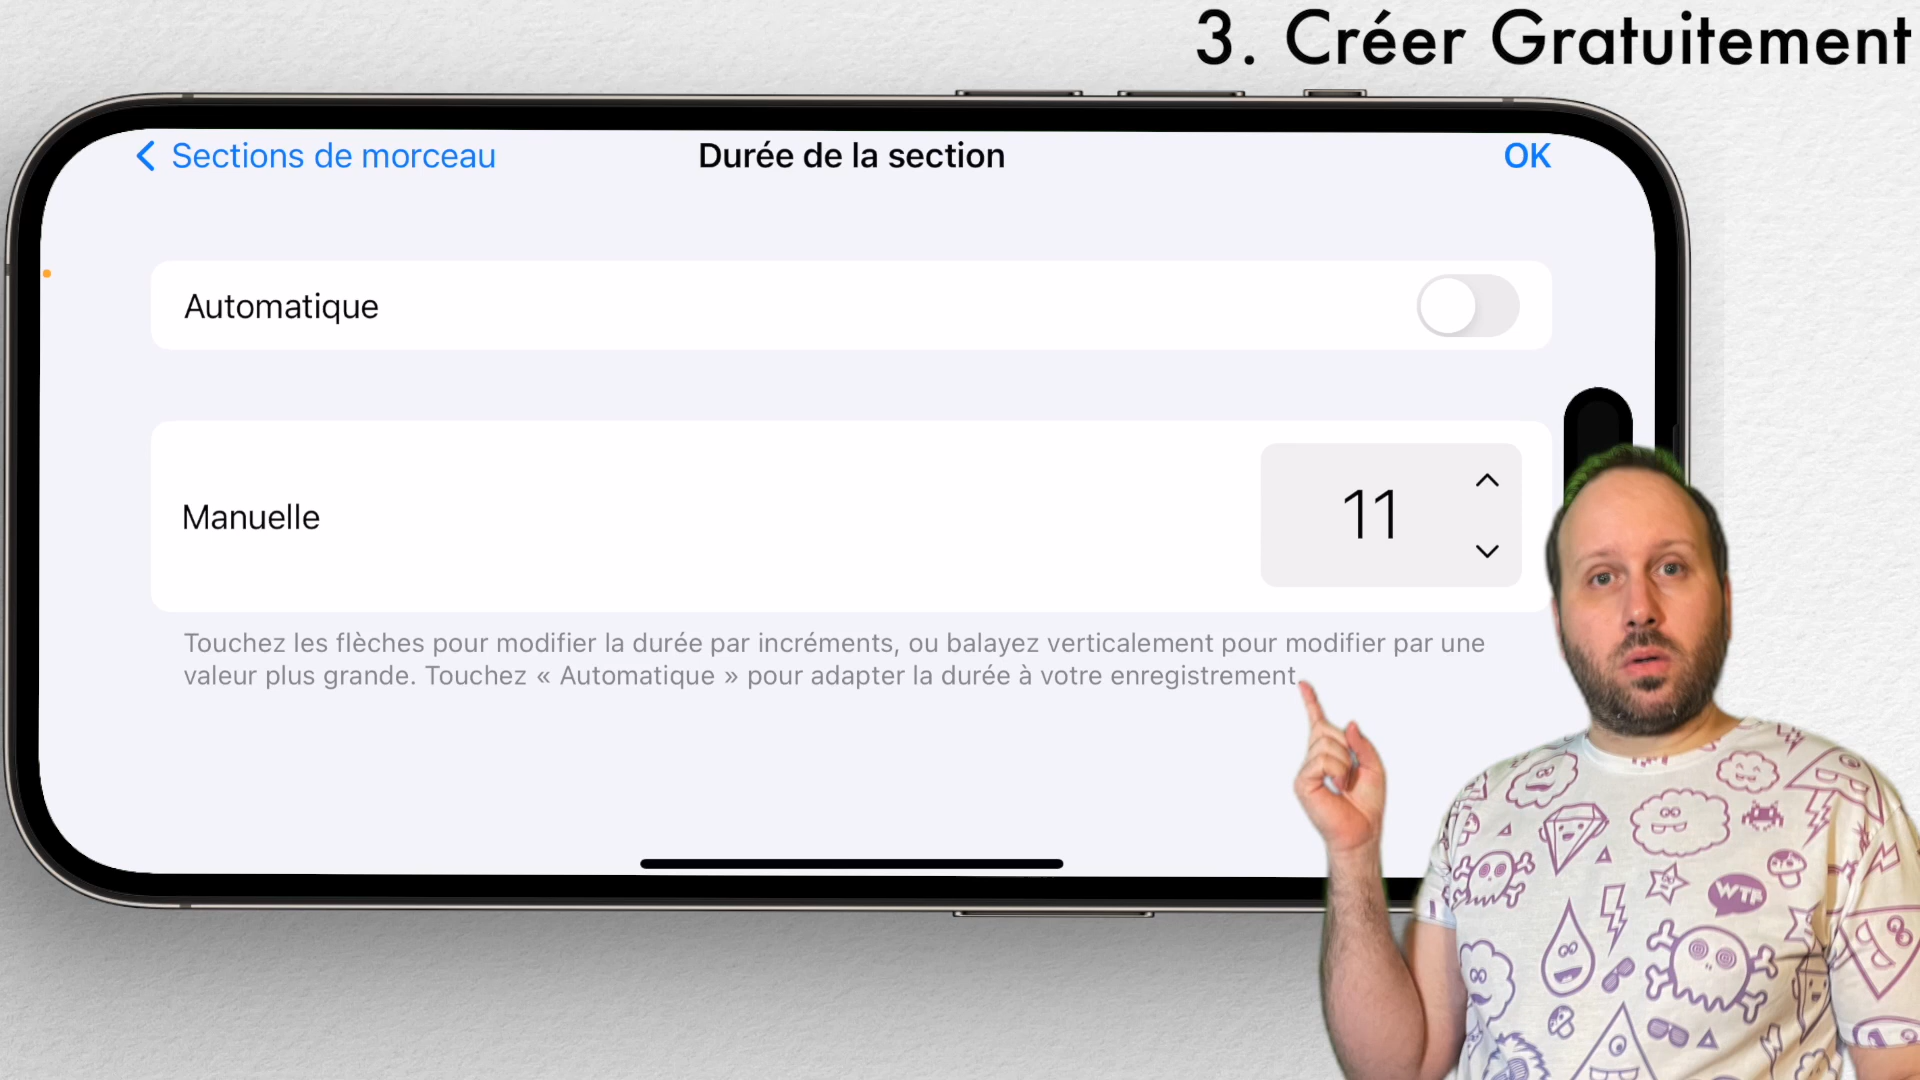 3. Créer Gratuitement
Sections de morceau
Durée de la section
OK
Automatique
Manuelle
11
Touchez les flèches pour modifier la durée par incréments, ou balayez verticalement pour modifier par une
valeur plus grande. Touchez « Automatique » pour adapter la durée à votre enregistrement.
WTF